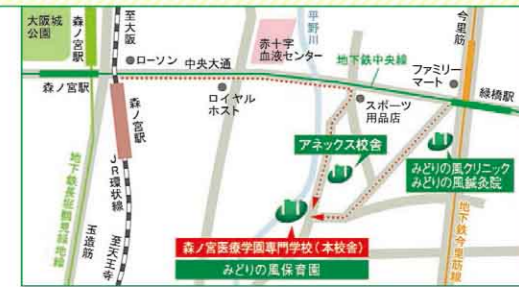 大阪城
公園
森ノ宮駅
至大阪
ローソン
中央大通
赤十字
血液センター
平野川
地下鉄中央線
今里筋
ファミリー
マート
緑橋駅
森ノ宮駅
森ノ宮駅
ロイヤル
ホスト
スポーツ
用品店
アネックス校舎
みどりの風クリニック
みどりの風鍼灸院
地下鉄長堀鶴見緑地線
玉造筋
JR環状線
至天王寺
地下鉄今里筋線
森ノ宮医療学園専門学校(本校舎)
みどりの風保育園